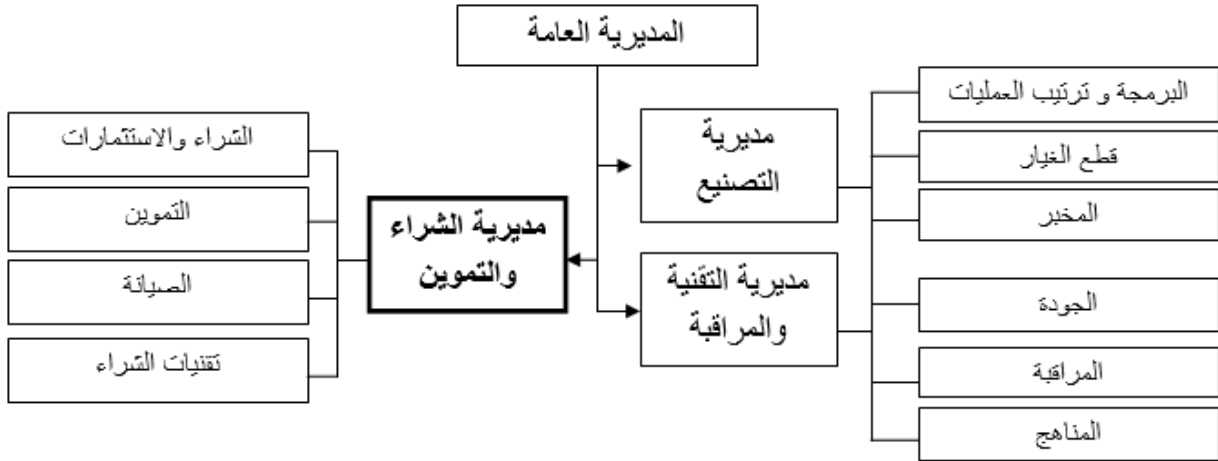 المديرية العامة
البرمجة و ترتيب العمليات
قطع الغيار
المخبر
مديرية
التصنيع
الجودة
المراقبة
المناهج
مديرية التقنية
والمراقبة
مديرية الشراء
والتموين
الشراء والاستثمارات
التموين
الصيانة
تقنيات الشراء